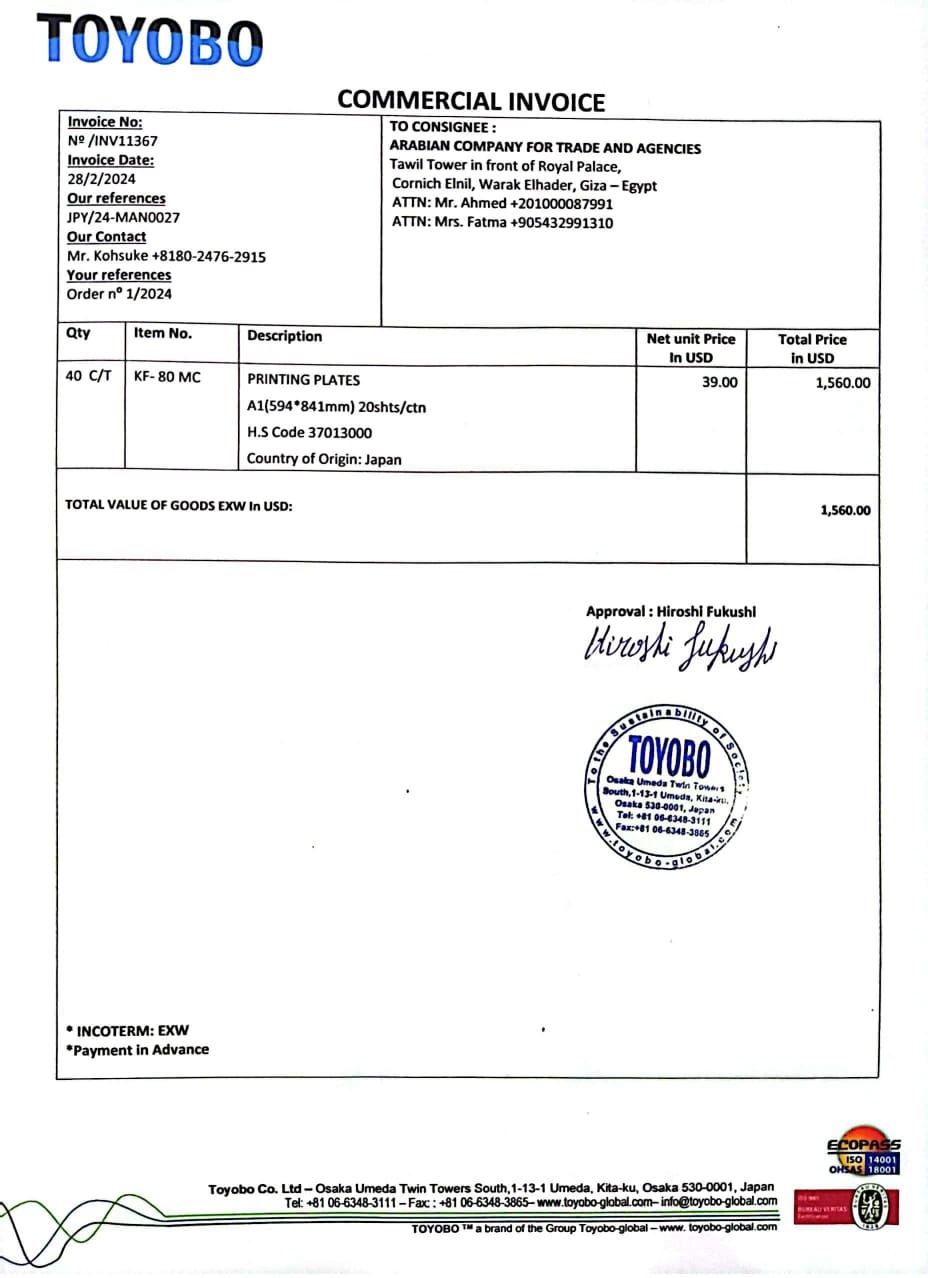 TOYOBO
COMMERCIAL INVOICE
Invoice No:
Nº /INV11367
Invoice Date:
28/2/2024
Our references
JPY/24-MAN0027
Our Contact
Mr. Kohsuke +8180-2476-2915
Your references
Order nº 1/2024
TO CONSIGNEE :
ARABIAN COMPANY FOR TRADE AND AGENCIES
Tawil Tower in front of Royal Palace,
Cornich Elnil, Warak Elhader, Giza – Egypt
ATTN: Mr. Ahmed +201000087991
ATTN: Mrs. Fatma +905432991310
Qty Item No. Description Net unit Price In USD Total Price in USD
40 C/T KF- 80 MC PRINTING PLATES 39.00 1,560.00
A1(594*841mm) 20shts/ctn
H.S Code 37013000
Country of Origin: Japan
TOTAL VALUE OF GOODS EXW In USD: 1,560.00
Approval : Hiroshi Fukushi
Hiroshi Fukushi
To the Sustainability of Society
TOYOBO
Osaka Umeda Twin Towers
South,1-13-1 Umeda, Kita-ku,
Osaka 530-0001, Japan
Tel: +81 06-6348-3111
Fax:+81 06-6348-3865
www.toyobo-global.com
* INCOTERM: EXW
*Payment in Advance
ECOPASS
ISO 14001
OHSAS 18001
Toyobo Co. Ltd – Osaka Umeda Twin Towers South,1-13-1 Umeda, Kita-ku, Osaka 530-0001, Japan
Tel: +81 06-6348-3111 – Fax: : +81 06-6348-3865– www.toyobo-global.com– info@toyobo-global.com
TOYOBO ™ a brand of the Group Toyobo-global – www. toyobo-global.com
ISO 9001
BUREAU VERITAS
Certification
1828